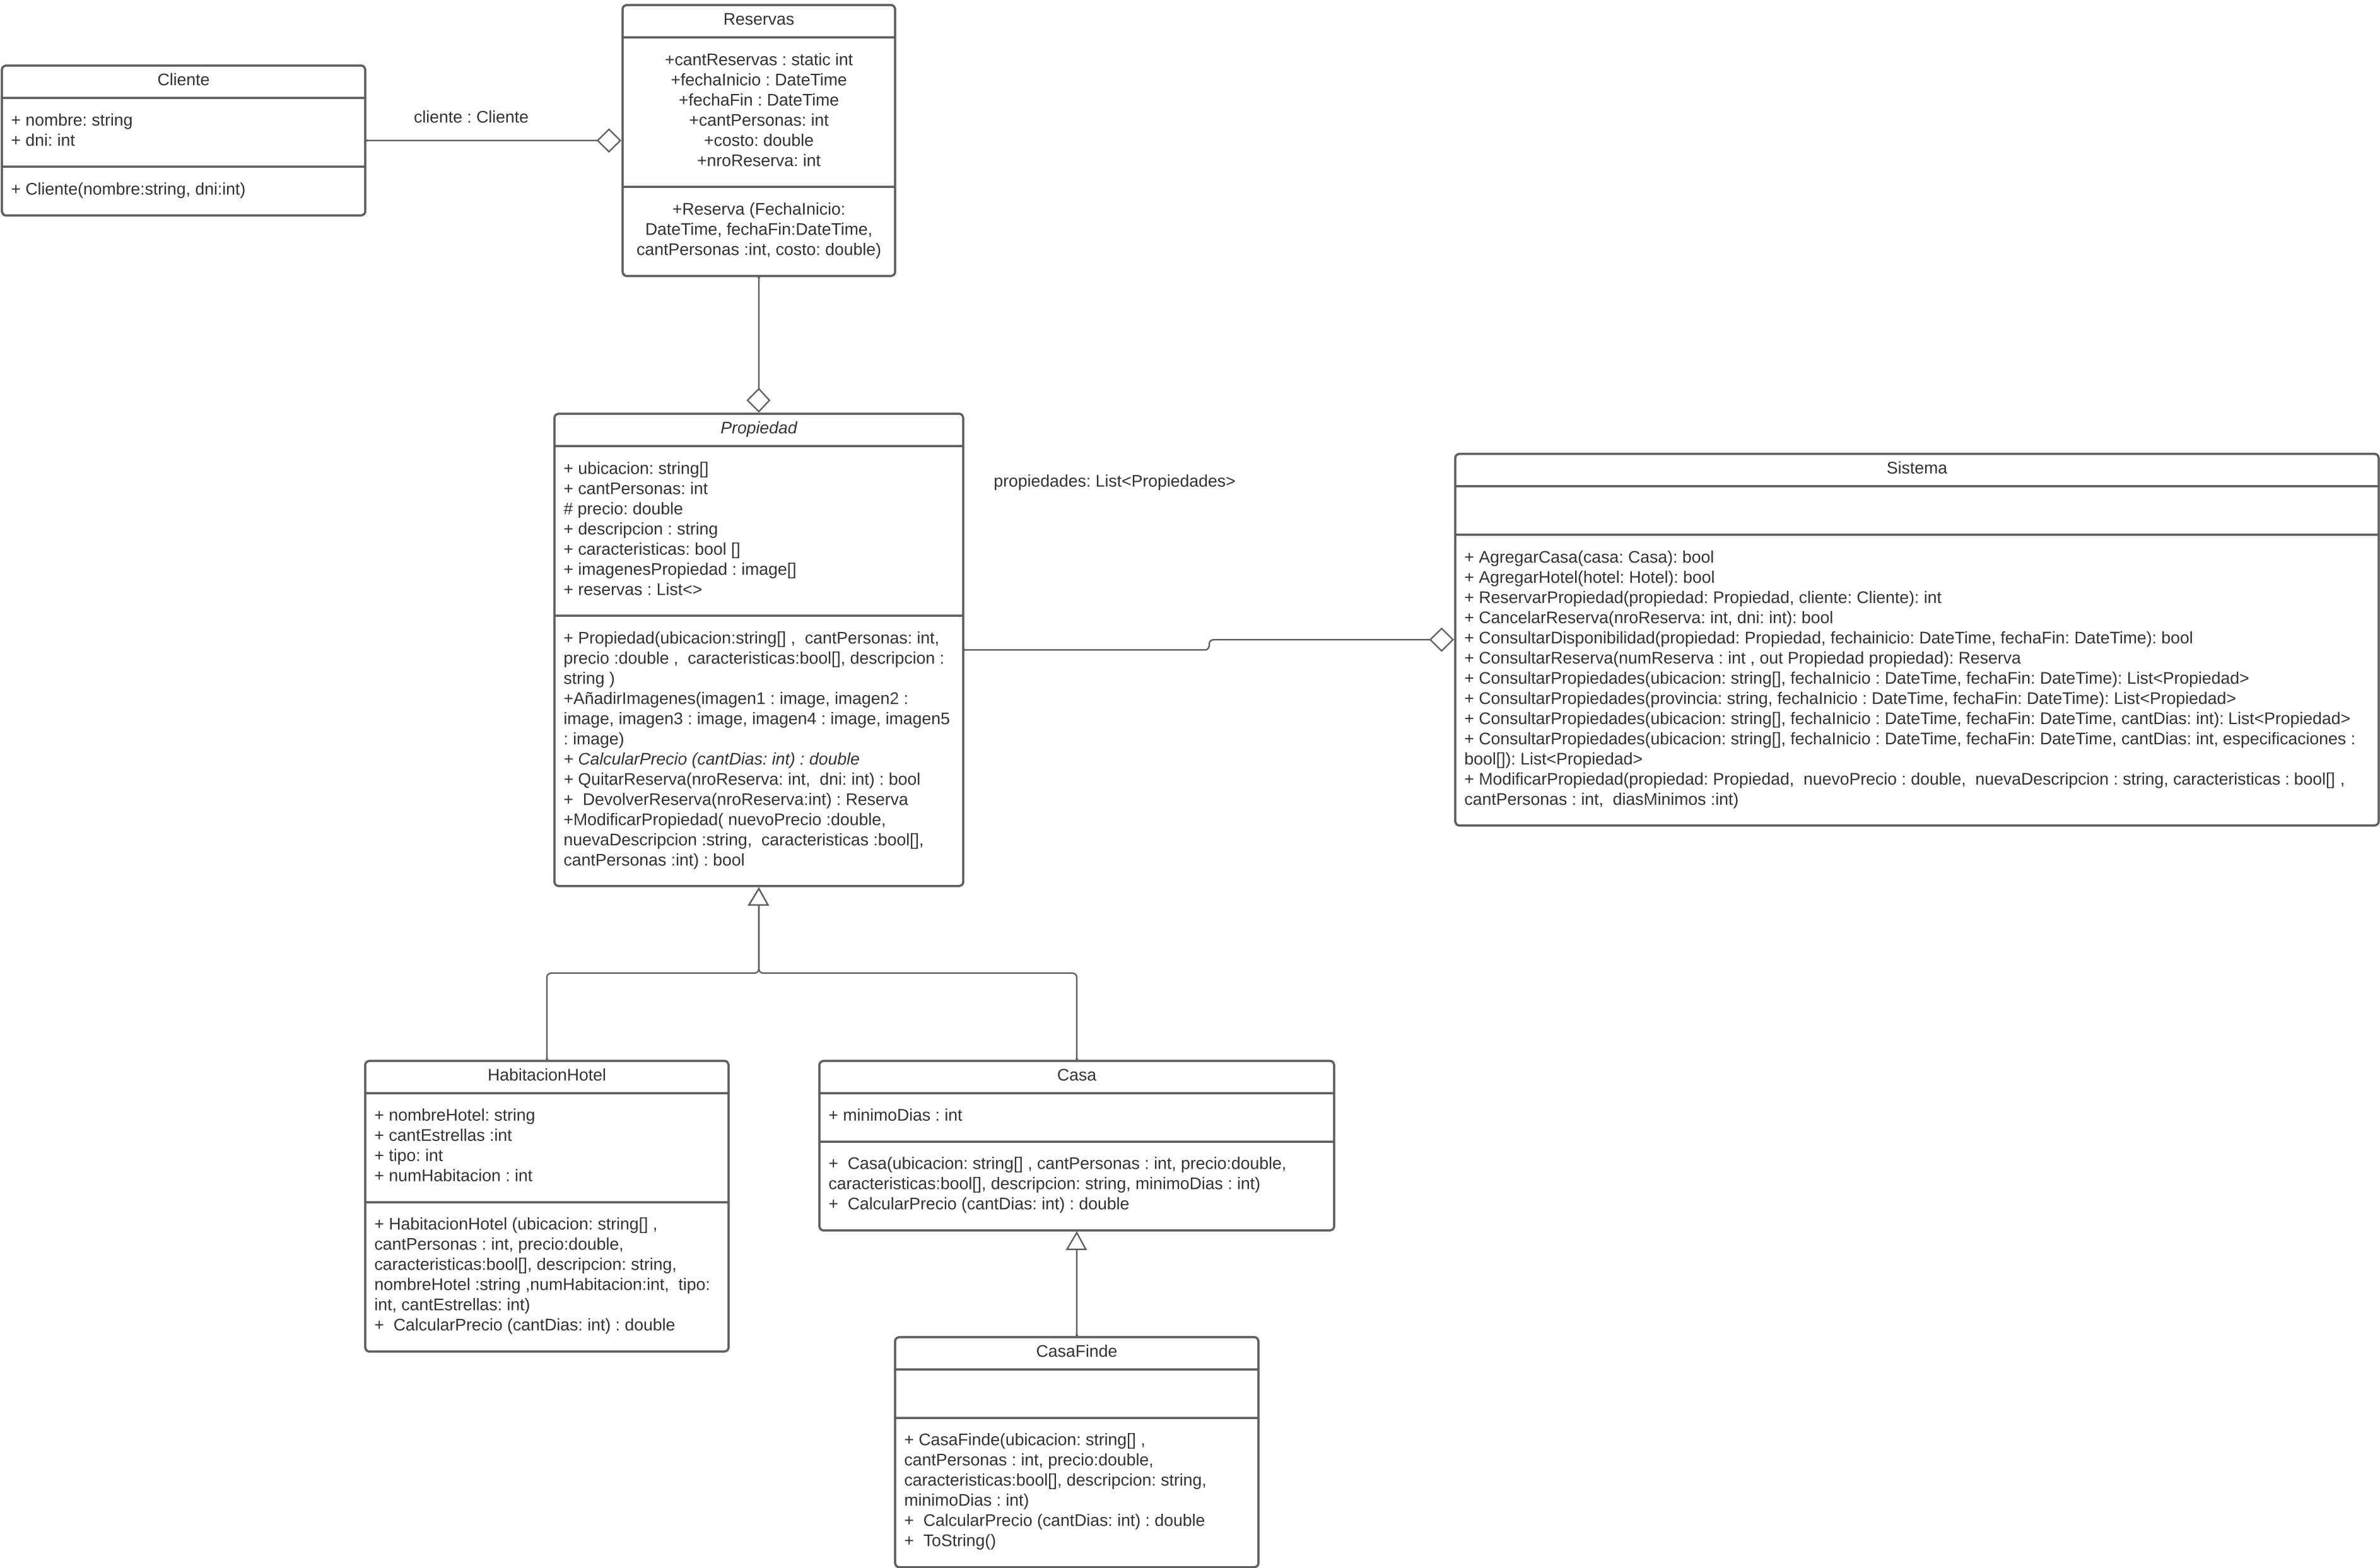 Reservas
+cantReservas : static int
+fechaInicio : DateTime
+fechaFin : DateTime
+cantPersonas: int
+costo: double
+nroReserva: int
+Reserva (FechaInicio:
DateTime, fechaFin:DateTime,
cantPersonas :int, costo: double)
Cliente
+ nombre: string
+ dni: int
+ Cliente(nombre:string, dni:int)
cliente : Cliente
Propiedad
+ ubicacion: string[]
+ cantPersonas: int
# precio: double
+ descripcion : string
+ caracteristicas: bool []
+ imagenesPropiedad : image[]
+ reservas : List<>
+ Propiedad(ubicacion:string[] ,  cantPersonas: int,
precio :double ,  caracteristicas:bool[], descripcion :
string )
+AñadirImagenes(imagen1 : image, imagen2 :
image, imagen3 : image, imagen4 : image, imagen5
: image)
+ CalcularPrecio (cantDias: int) : double
+ QuitarReserva(nroReserva: int,  dni: int) : bool
+  DevolverReserva(nroReserva:int) : Reserva
+ModificarPropiedad( nuevoPrecio :double,
nuevaDescripcion :string,  caracteristicas :bool[],
cantPersonas :int) : bool
propiedades: List<Propiedades>
Sistema
+ AgregarCasa(casa: Casa): bool
+ AgregarHotel(hotel: Hotel): bool
+ ReservarPropiedad(propiedad: Propiedad, cliente: Cliente): int
+ CancelarReserva(nroReserva: int, dni: int): bool
+ ConsultarDisponibilidad(propiedad: Propiedad, fechainicio: DateTime, fechaFin: DateTime): bool
+ ConsultarReserva(numReserva : int , out Propiedad propiedad): Reserva
+ ConsultarPropiedades(ubicacion: string[], fechaInicio : DateTime, fechaFin: DateTime): List<Propiedad>
+ ConsultarPropiedades(provincia: string, fechaInicio : DateTime, fechaFin: DateTime): List<Propiedad>
+ ConsultarPropiedades(ubicacion: string[], fechaInicio : DateTime, fechaFin: DateTime, cantDias: int): List<Propiedad>
+ ConsultarPropiedades(ubicacion: string[], fechaInicio : DateTime, fechaFin: DateTime, cantDias: int, especificaciones :
bool[]): List<Propiedad>
+ ModificarPropiedad(propiedad: Propiedad,  nuevoPrecio : double,  nuevaDescripcion : string, caracteristicas : bool[] ,
cantPersonas : int,  diasMinimos :int)
HabitacionHotel
+ nombreHotel: string
+ cantEstrellas :int
+ tipo: int
+ numHabitacion : int
+ HabitacionHotel (ubicacion: string[] ,
cantPersonas : int, precio:double,
caracteristicas:bool[], descripcion: string,
nombreHotel :string ,numHabitacion:int,  tipo:
int, cantEstrellas: int)
+  CalcularPrecio (cantDias: int) : double
Casa
+ minimoDias : int
+  Casa(ubicacion: string[] , cantPersonas : int, precio:double,
caracteristicas:bool[], descripcion: string, minimoDias : int)
+  CalcularPrecio (cantDias: int) : double
CasaFinde
+ CasaFinde(ubicacion: string[] ,
cantPersonas : int, precio:double,
caracteristicas:bool[], descripcion: string,
minimoDias : int)
+  CalcularPrecio (cantDias: int) : double
+  ToString()